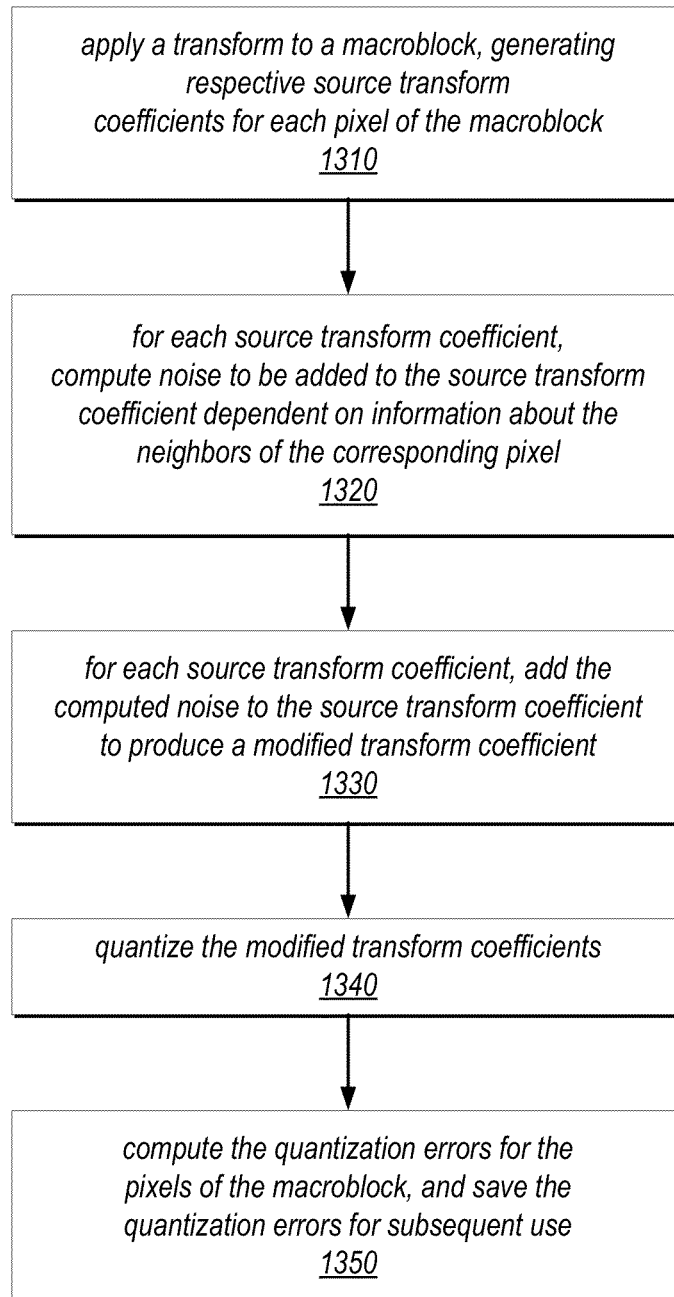 apply a transform to a macroblock, generating
respective source transform
coefficients for each pixel of the macroblock
1310
for each source transform coefficient,
compute noise to be added to the source transform
coefficient dependent on information about the
neighbors of the corresponding pixel
1320
for each source transform coefficient, add the
computed noise to the source transform coefficient
to produce a modified transform coefficient
1330
quantize the modified transform coefficients
1340
compute the quantization errors for the
pixels of the macroblock, and save the
quantization errors for subsequent use
1350